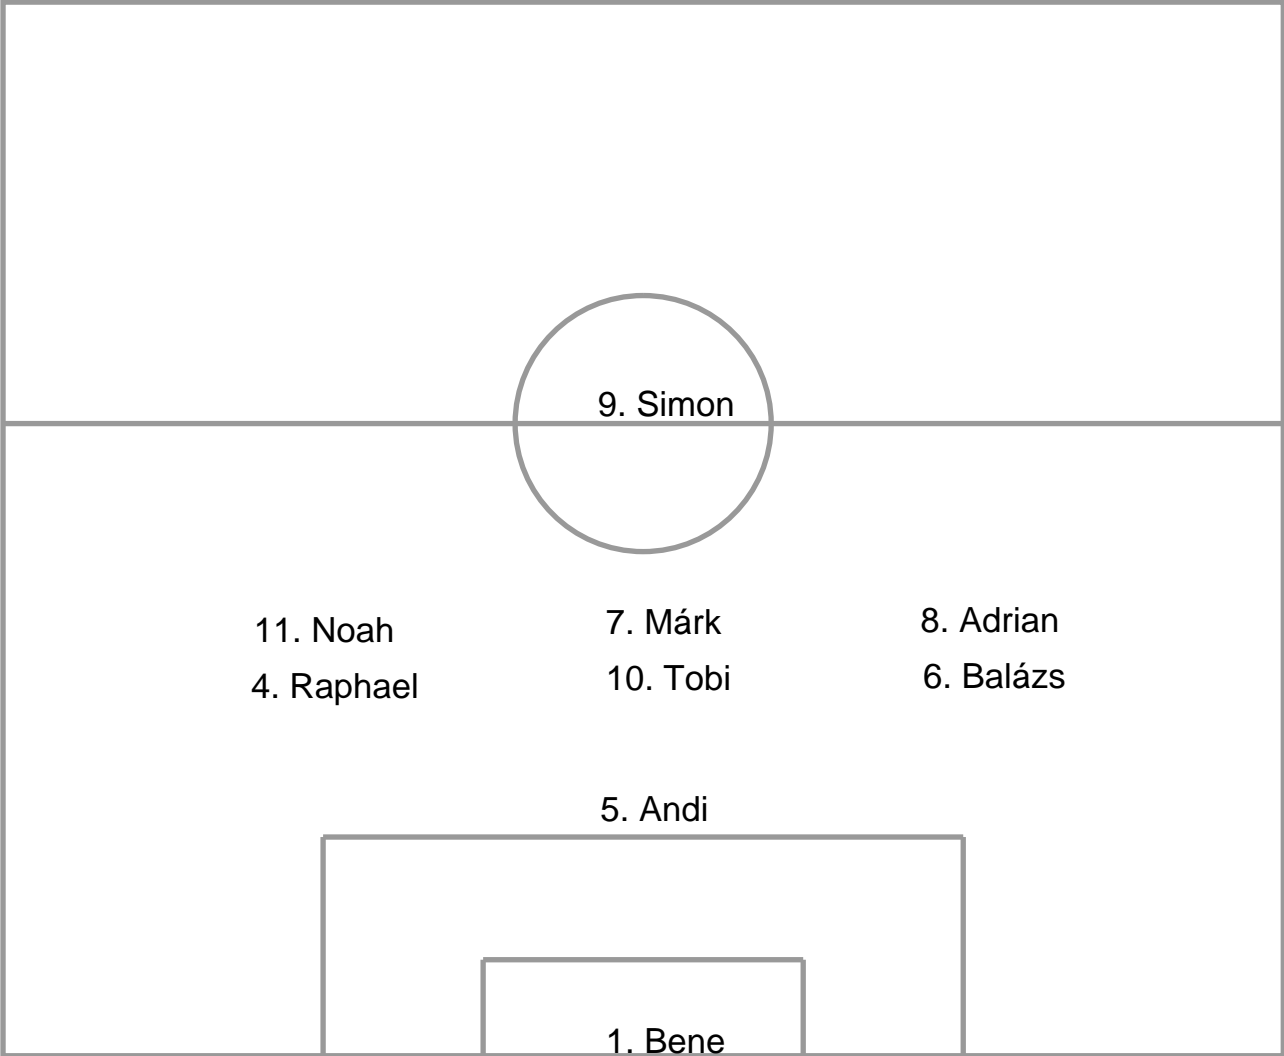 9. Simon
11. Noah
7. Márk
8. Adrian
4. Raphael
10. Tobi
6. Balázs
5. Andi
1. Bene